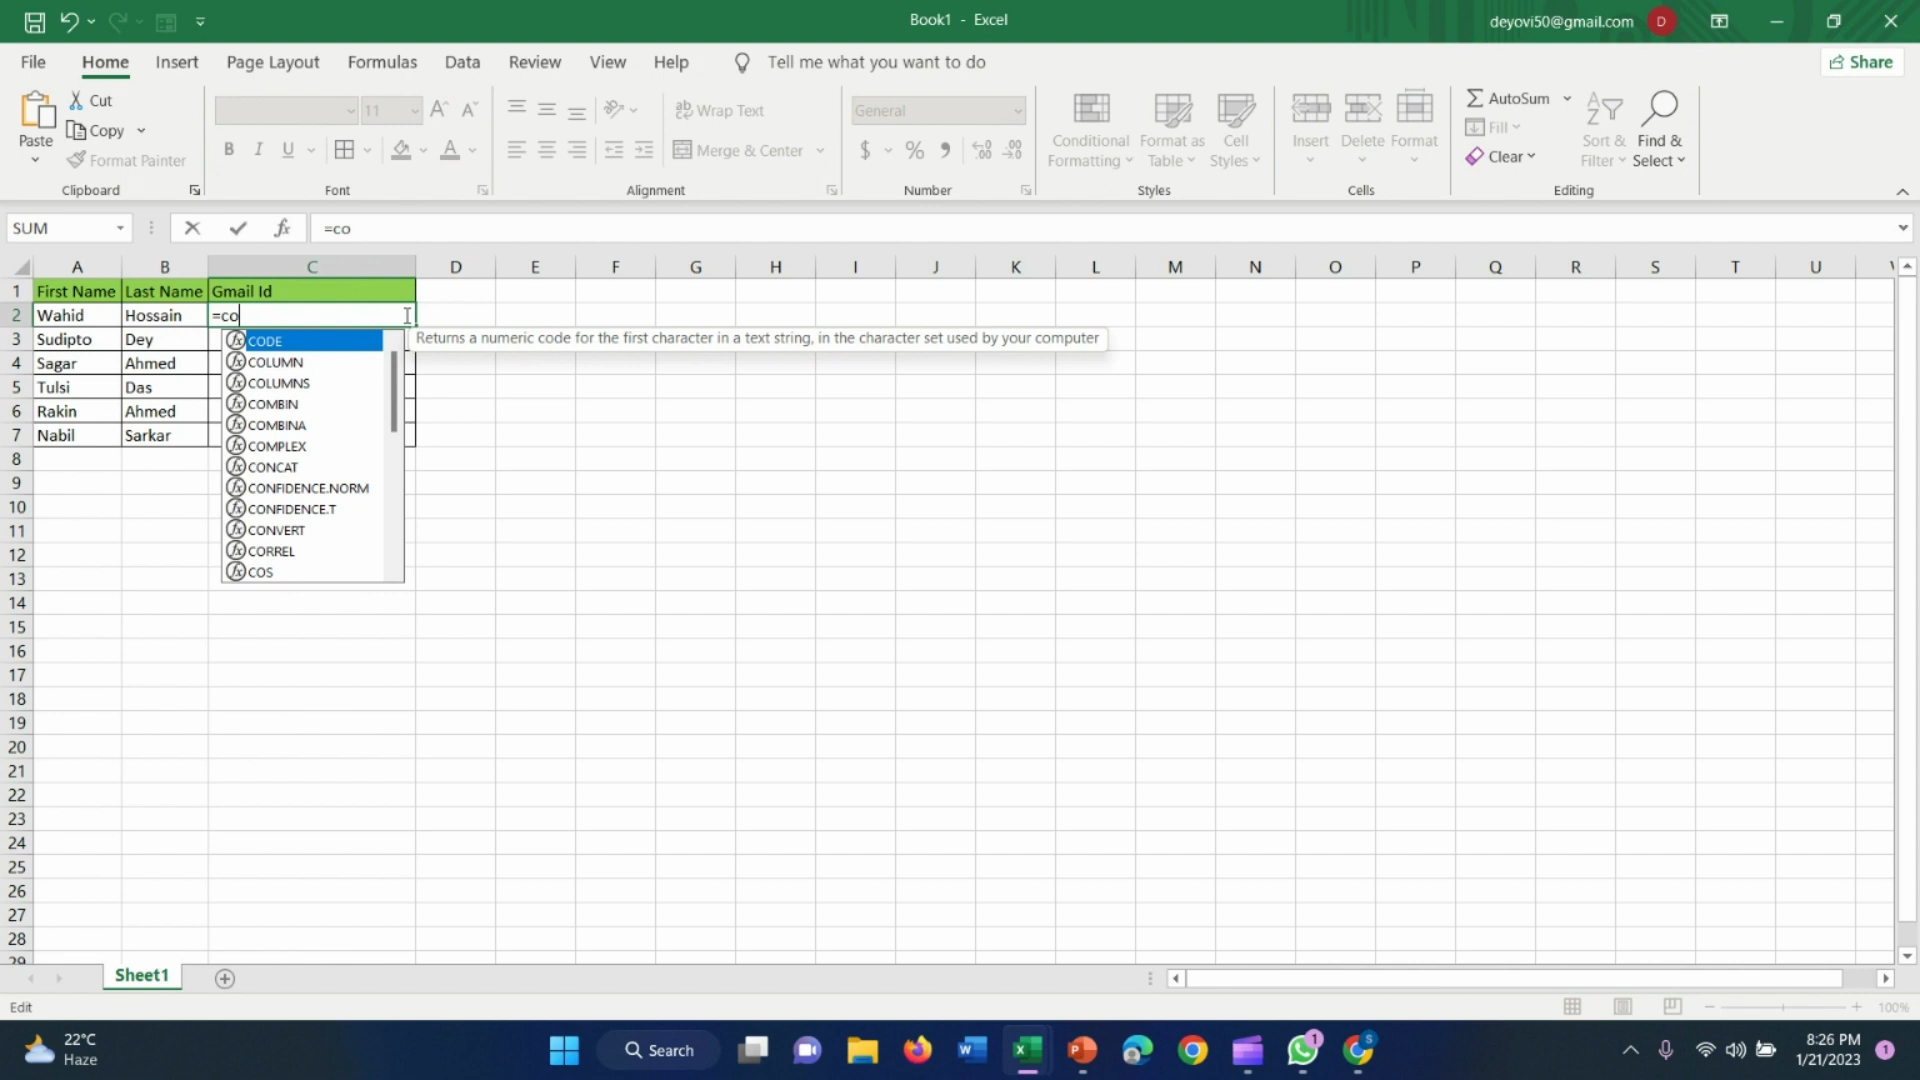 Book1 - Excel
deyovi50@gmail.com
D
File Home Insert Page Layout Formulas Data Review View Help Tell me what you want to do
Share
Paste
Cut
Copy
Format Painter
Clipboard
11
B I U
A
Font
Wrap Text
Merge & Center
Alignment
General
$ % ,
Number
Conditional Formatting
Format as Table
Cell Styles
Styles
Insert
Delete
Format
Cells
AutoSum
Fill
Clear
Sort & Filter
Find & Select
Editing
SUM
fx
=co
A B C D E F G H I J K L M N O P Q R S T U
1 First Name Last Name Gmail Id
2 Wahid Hossain =co
3 Sudipto Dey
4 Sagar Ahmed
5 Tulsi Das
6 Rakin Ahmed
7 Nabil Sarkar
8
9
10
11
12
13
14
15
16
17
18
19
20
21
22
23
24
25
26
27
28
29
CODE
Returns a numeric code for the first character in a text string, in the character set used by your computer
COLUMN
COLUMNS
COMBIN
COMBINA
COMPLEX
CONCAT
CONFIDENCE.NORM
CONFIDENCE.T
CONVERT
CORREL
COS
Sheet1
Edit
100%
22°C
Haze
Search
1
S
8:26 PM
1/21/2023
1